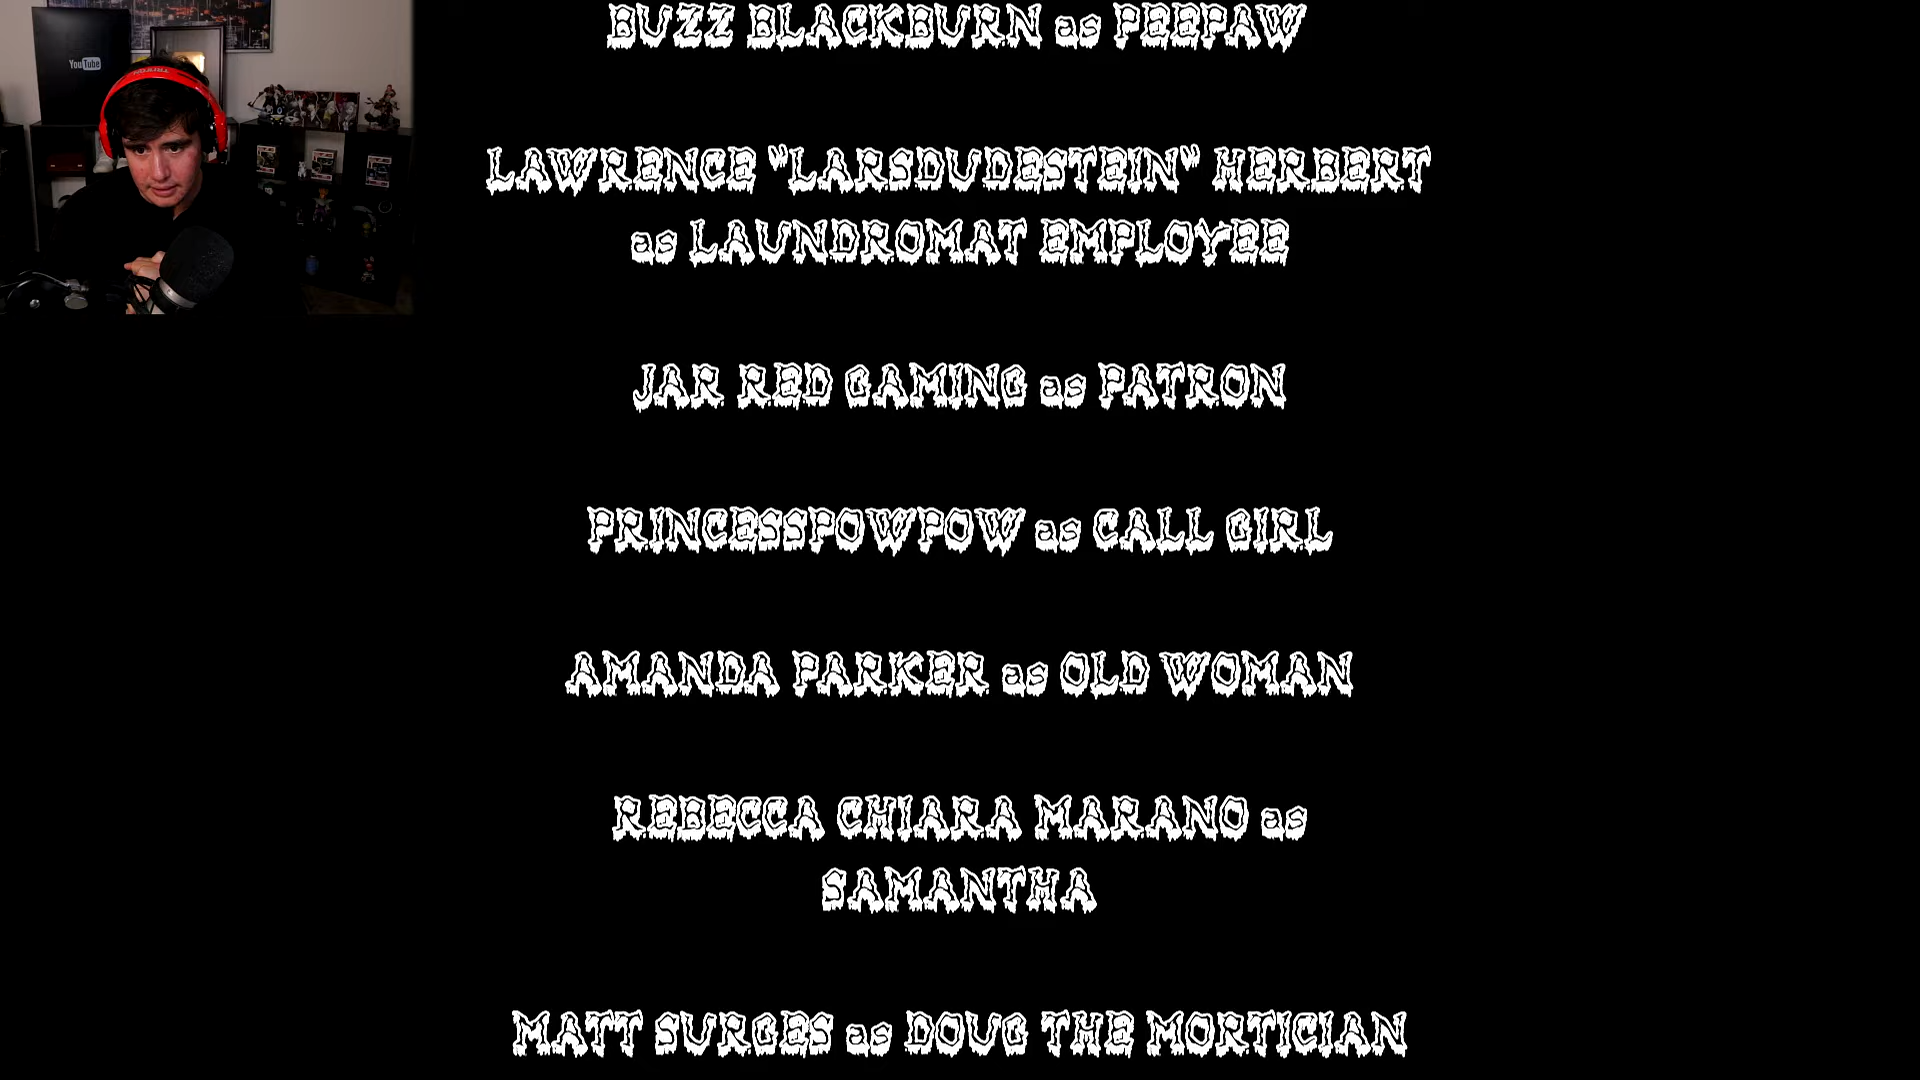 YouTube
BUZZ BLACKBURN as PEEPAW
LAWRENCE "LARSDUDESTEIN" HERBERT
as LAUNDROMAT EMPLOYEE
JAR RED GAMING as PATRON
PRINCESSPOWPOW as CALL GIRL
AMANDA PARKER as OLD WOMAN
REBECCA CHIARA MARANO as
SAMANTHA
MATT SURGES as DOUG THE MORTICIAN